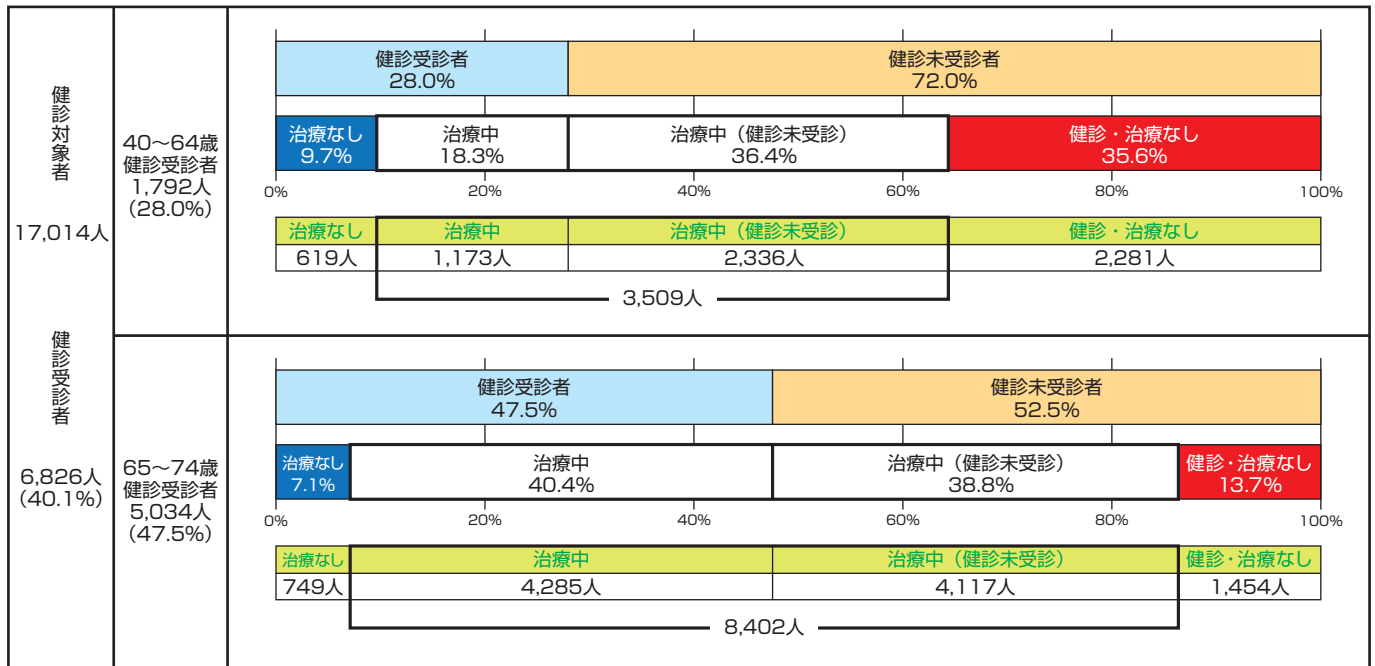 健診対象者
17,014人
健診受診者
6,826人
(40.1%)
40〜64歳
健診受診者
1,792人
(28.0%)
健診受診者
28.0%
健診未受診者
72.0%
治療なし
9.7%
治療中
18.3%
治療中（健診未受診）
36.4%
健診・治療なし
35.6%
0% 20% 40% 60% 80% 100%
治療なし 治療中 治療中（健診未受診） 健診・治療なし
619人 1,173人 2,336人 2,281人
3,509人
65〜74歳
健診受診者
5,034人
(47.5%)
健診受診者
47.5%
健診未受診者
52.5%
治療なし
7.1%
治療中
40.4%
治療中（健診未受診）
38.8%
健診・治療なし
13.7%
0% 20% 40% 60% 80% 100%
治療なし 治療中 治療中（健診未受診） 健診・治療なし
749人 4,285人 4,117人 1,454人
8,402人